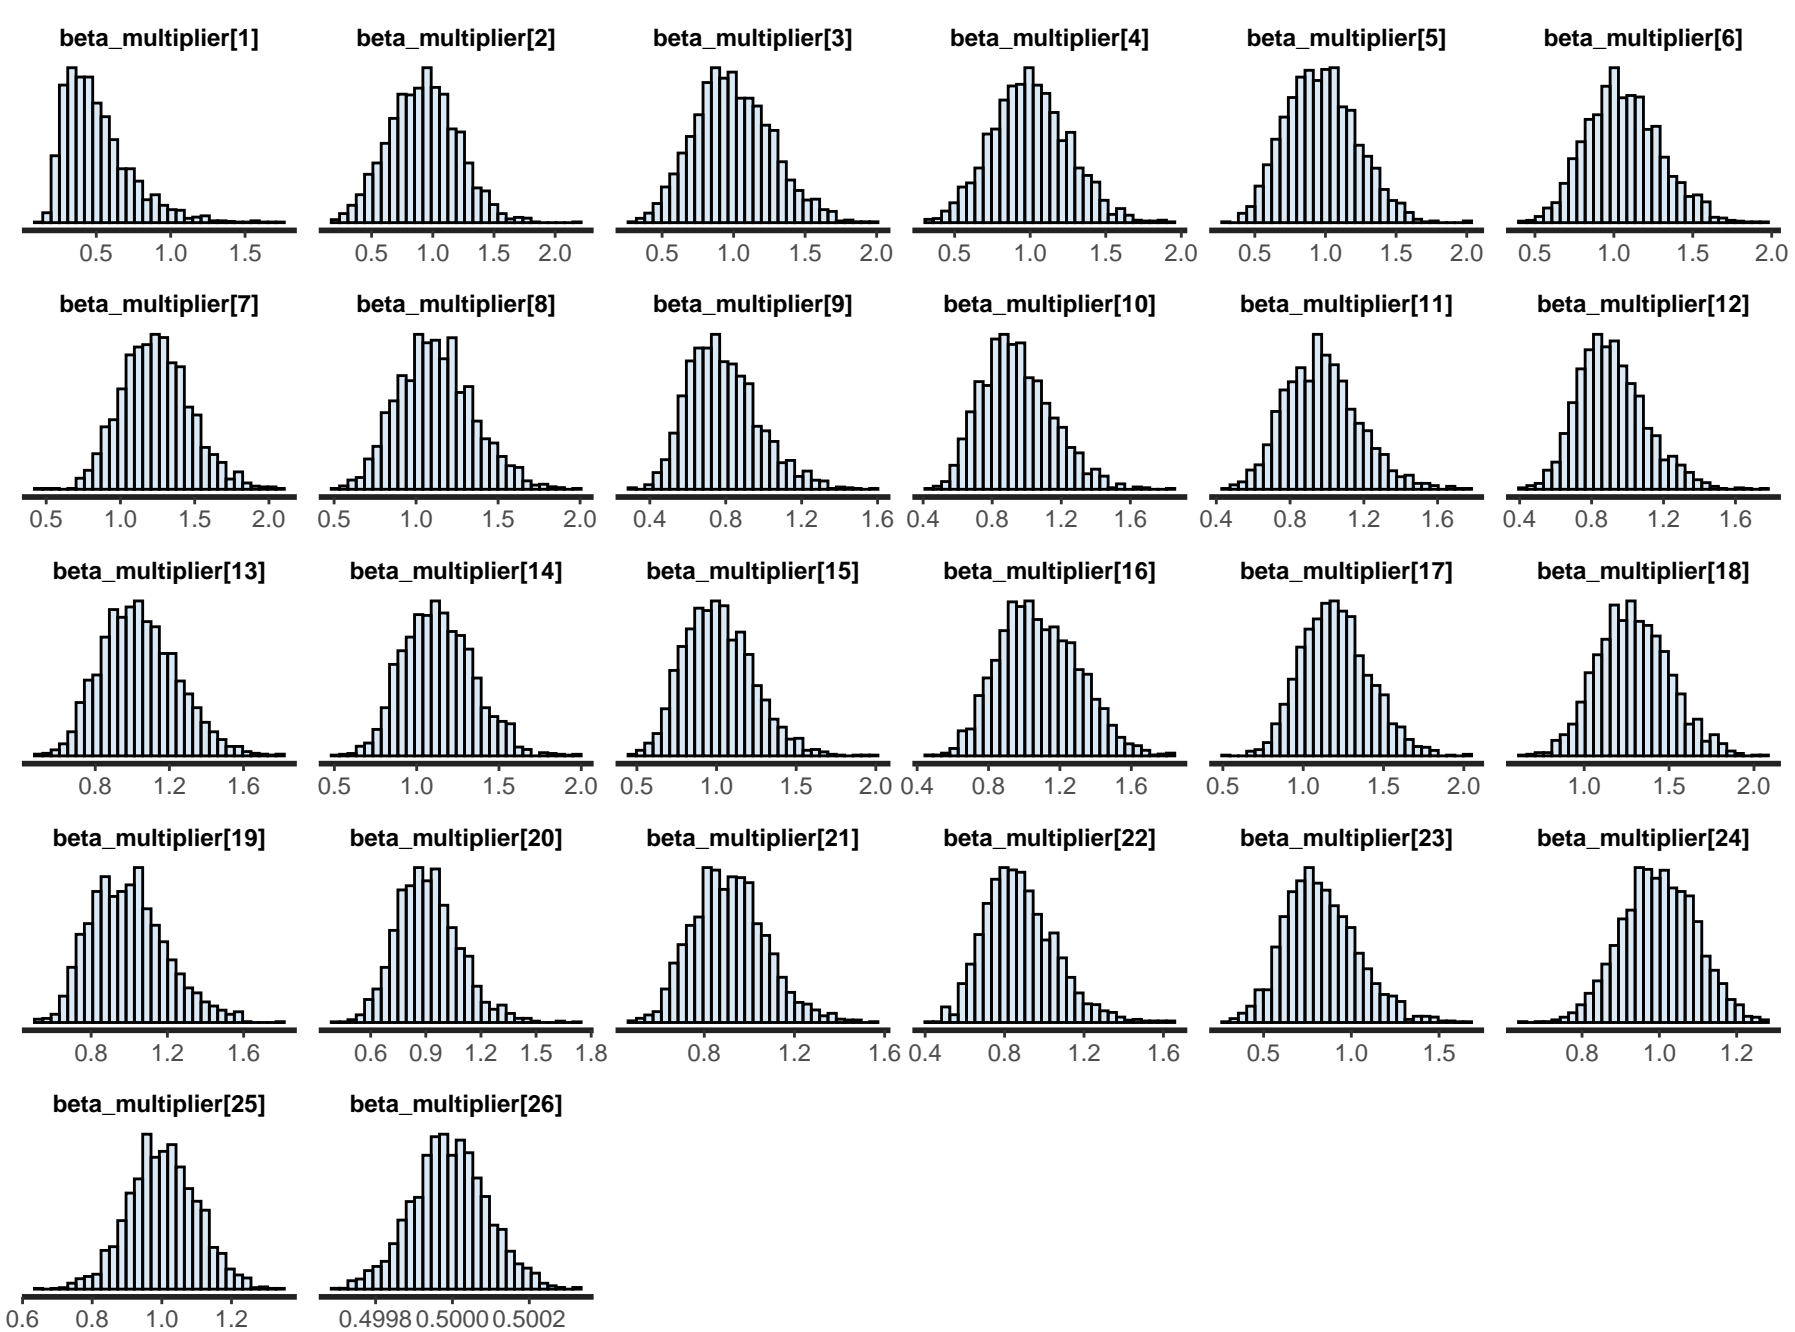 beta_multiplier[1] beta_multiplier[2] beta_multiplier[3] beta_multiplier[4] beta_multiplier[5] beta_multiplier[6]
0.5 1.0 1.5 0.5 1.0 1.5 2.0 0.5 1.0 1.5 2.0 0.5 1.0 1.5 2.0 0.5 1.0 1.5 2.0 0.5 1.0 1.5 2.0
beta_multiplier[7] beta_multiplier[8] beta_multiplier[9] beta_multiplier[10] beta_multiplier[11] beta_multiplier[12]
0.5 1.0 1.5 2.0 0.5 1.0 1.5 2.0 0.4 0.8 1.2 1.6 0.4 0.8 1.2 1.6 0.4 0.8 1.2 1.6 0.4 0.8 1.2 1.6
beta_multiplier[13] beta_multiplier[14] beta_multiplier[15] beta_multiplier[16] beta_multiplier[17] beta_multiplier[18]
0.8 1.2 1.6 0.5 1.0 1.5 2.0 0.5 1.0 1.5 2.0 0.4 0.8 1.2 1.6 0.5 1.0 1.5 2.0 1.0 1.5 2.0
beta_multiplier[19] beta_multiplier[20] beta_multiplier[21] beta_multiplier[22] beta_multiplier[23] beta_multiplier[24]
0.8 1.2 1.6 0.6 0.9 1.2 1.5 1.8 0.8 1.2 1.6 0.4 0.8 1.2 1.6 0.5 1.0 1.5 0.8 1.0 1.2
beta_multiplier[25] beta_multiplier[26]
0.6 0.8 1.0 1.2 0.4998 0.5000 0.5002